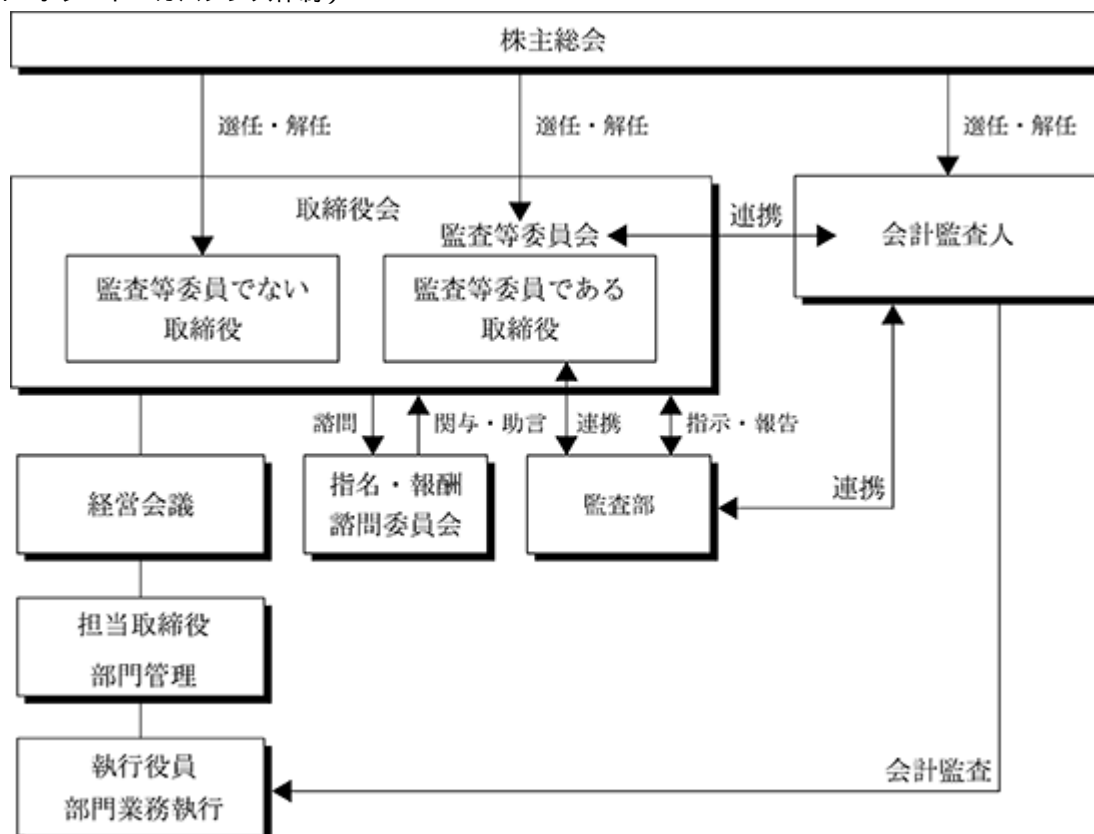 株主総会
選任・解任
選任・解任
選任・解任
取締役会
監査等委員会
連携
会計監査人
監査等委員でない
取締役
監査等委員である
取締役
諮問
関与・助言
連携
指示・報告
経営会議
指名・報酬
諮問委員会
監査部
連携
担当取締役
部門管理
執行役員
部門業務執行
会計監査